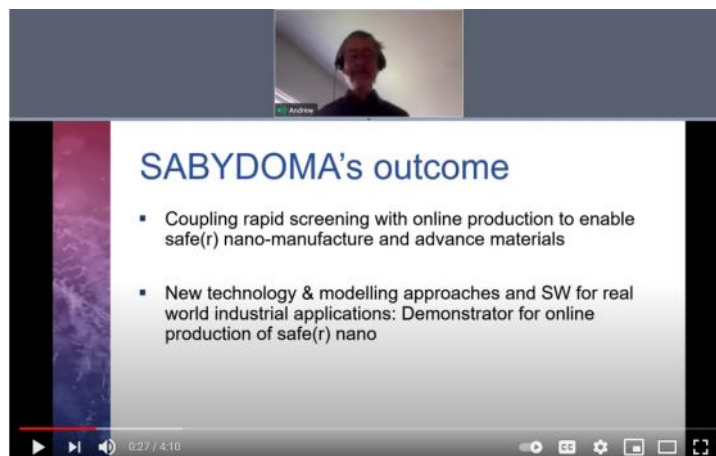 Andrew
SABYDOMA's outcome
▪ Coupling rapid screening with online production to enable
safe(r) nano-manufacture and advance materials
▪ New technology & modelling approaches and SW for real
world industrial applications: Demonstrator for online
production of safe(r) nano
0:27 / 4:10
CC